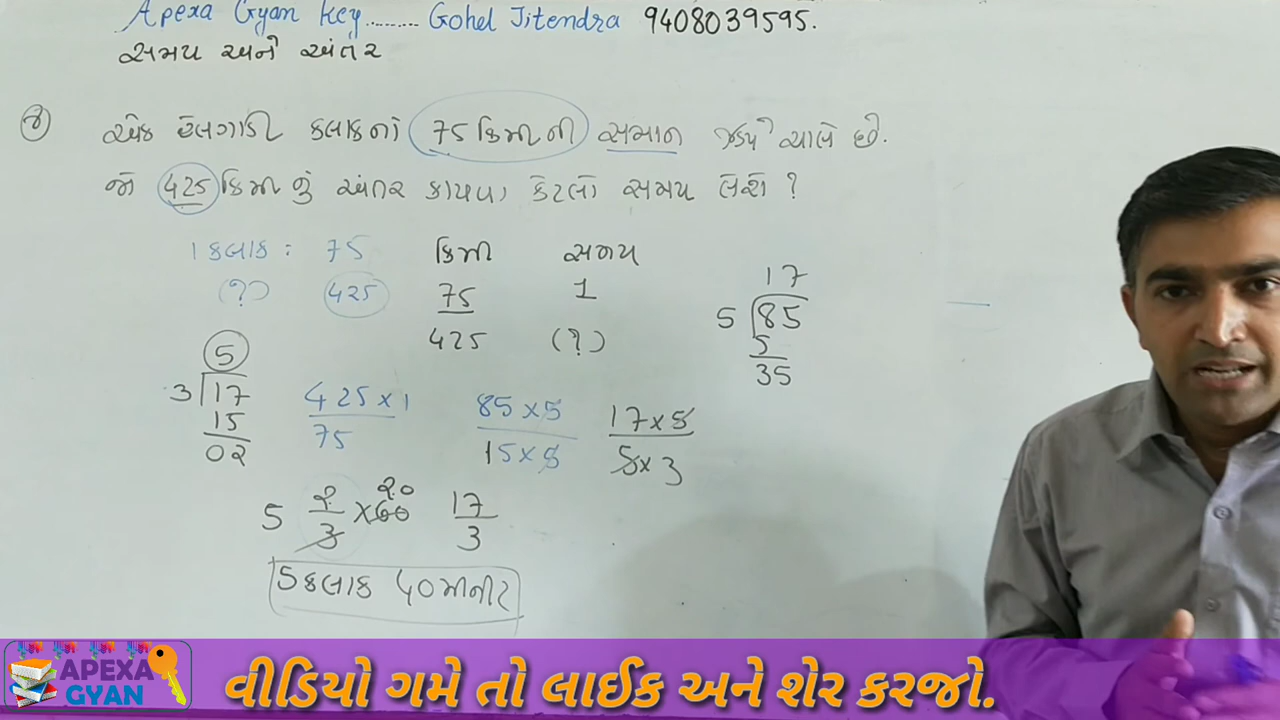 Apexa Gyan Key......... Gohel Jitendra 9408039595.
સમય અને અંતર
૪) એક રેલગાડી કલાકનાં 75 કિમીની સમાન ઝડપે ચાલે છે.
જો 425 કિમી નું અંતર કાપવા કેટલો સમય લેશે ?
1 કલાક : 75 કિમી સમય
(?) 425 75 1
425 (?)
17
5 85
5
35
5
3 17
15
02
425 x 1 / 75
85 x 5 / 15 x 5
17 x 5 / 5 x 3
5 2/3 x 60 20
17/3
5 કલાક 40 મીનીટ
APEXA
GYAN
વીડિયો ગમે તો લાઈક અને શેર કરજો.